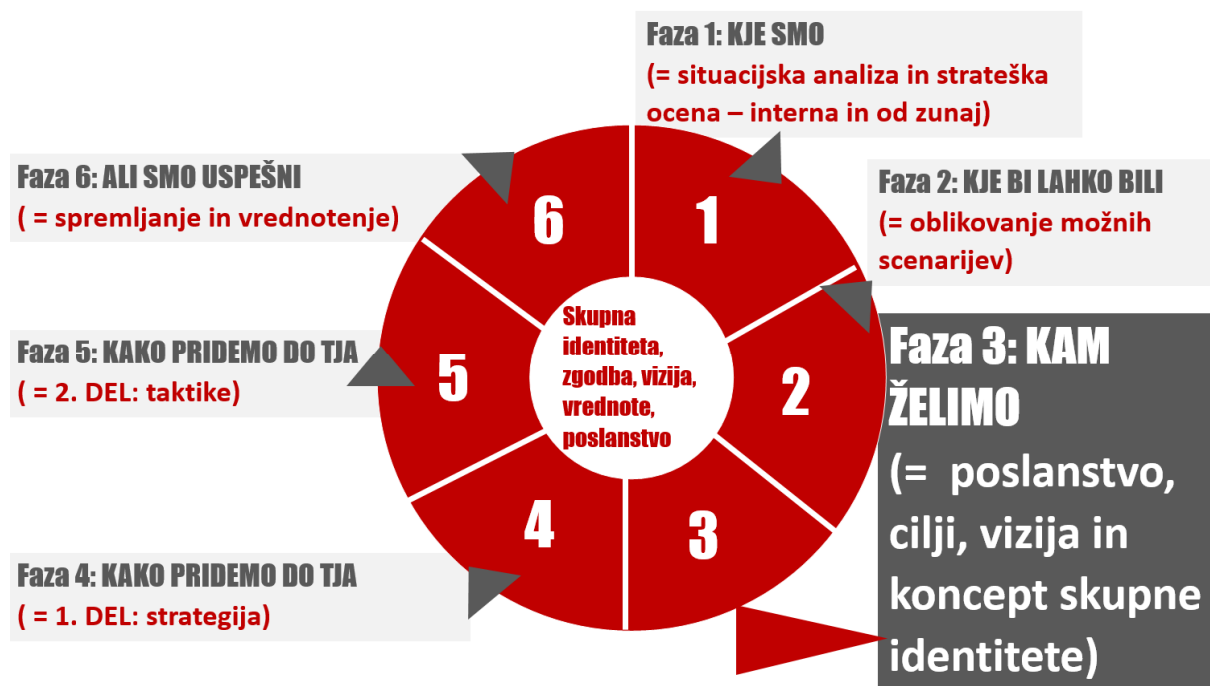 Faza 1: KJE SMO
(= situacijska analiza in strateška
ocena – interna in od zunaj)
Faza 2: KJE BI LAHKO BILI
(= oblikovanje možnih
scenarijev)
Faza 3: KAM
ŽELIMO
(= poslanstvo,
cilji, vizija in
koncept skupne
identitete)
Faza 4: KAKO PRIDEMO DO TJA
( = 1. DEL: strategija)
Faza 5: KAKO PRIDEMO DO TJA
( = 2. DEL: taktike)
Faza 6: ALI SMO USPEŠNI
( = spremljanje in vrednotenje)
1
2
3
4
5
6
Skupna
identiteta,
zgodba, vizija,
vrednote,
poslanstvo